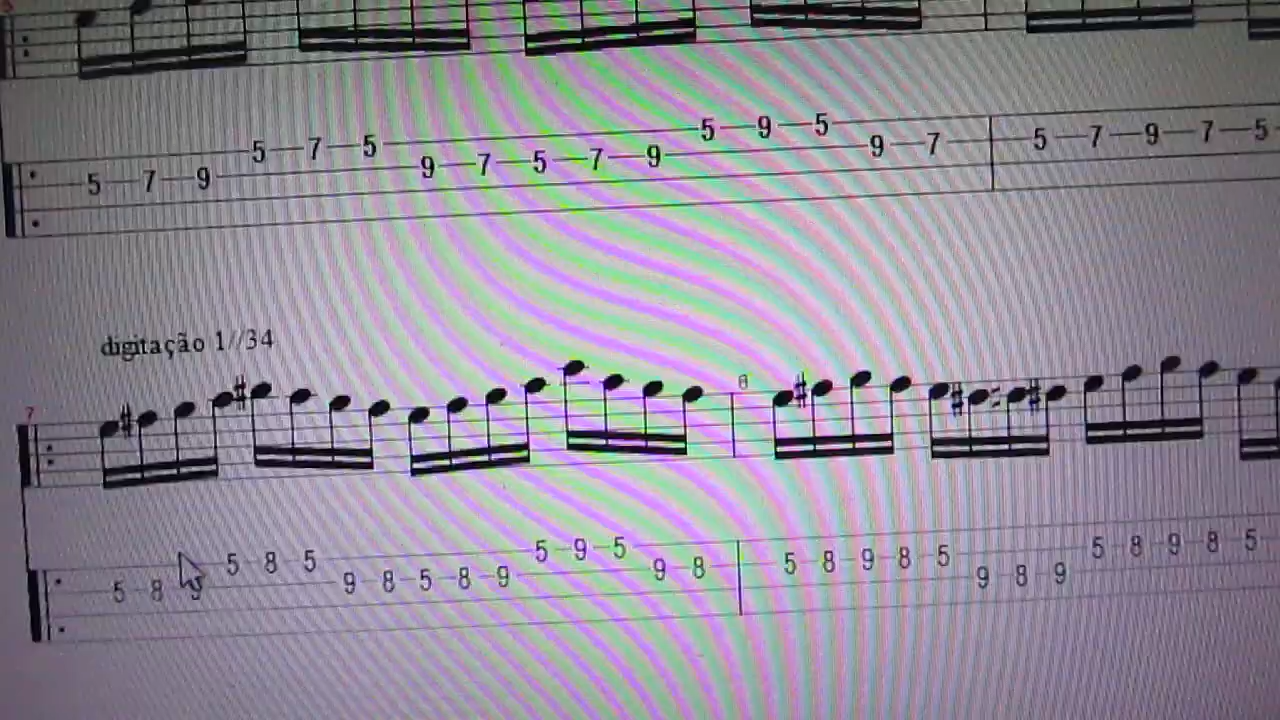 5 7 5 5 9 5 5 7 9 7 5
5 7 9 9 7 5 7 9 9 7
digitação 1//34
7 8
5 8 5 5 9 5 5 8 9 8 5 5 8 9 8 5
5 8 9 9 8 5 8 9 9 8 9 8 9